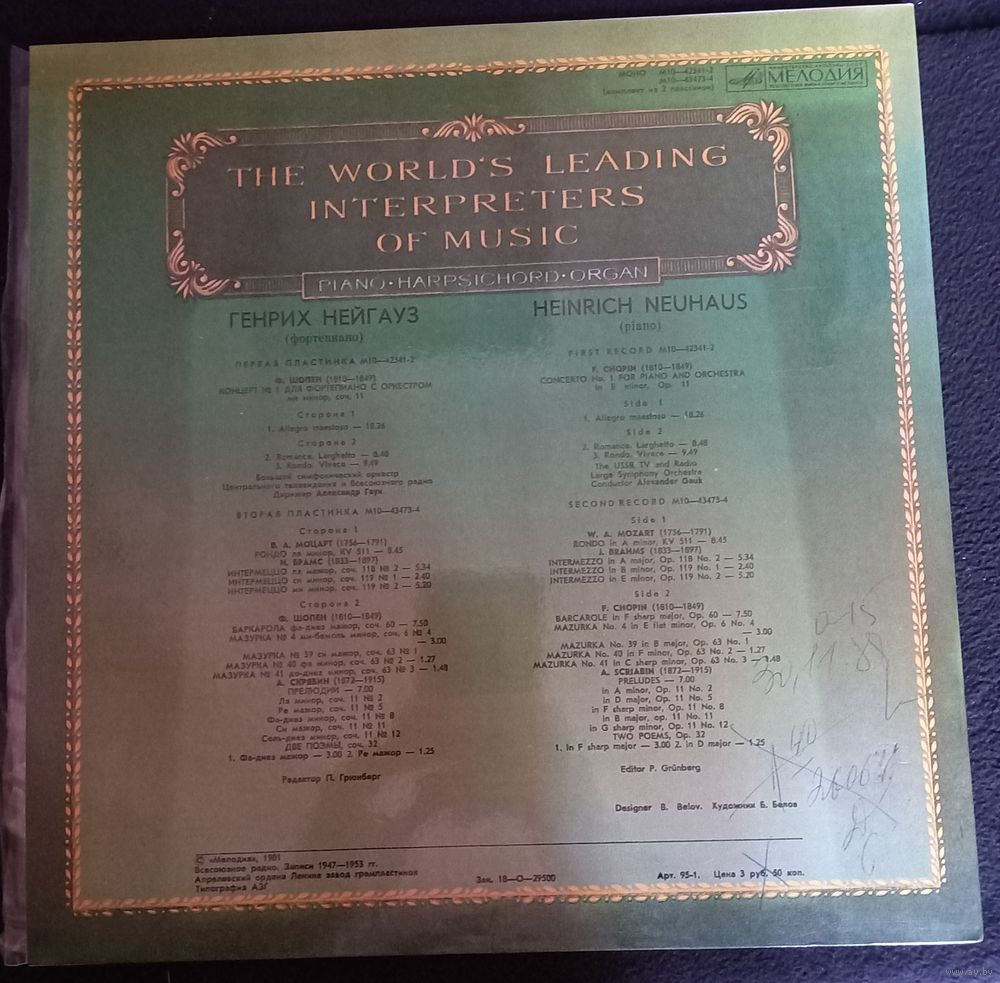 МОНО М10—42341-2
М10—43473-4
(комплект из 2 пластинок)
МЕЛОДИЯ
THE WORLD'S LEADING
INTERPRETERS
OF MUSIC
PIANO·HARPSICHORD·ORGAN
ГЕНРИХ НЕЙГАУЗ
(фортепиано)
ПЕРВАЯ ПЛАСТИНКА М10—42341-2
Ф. ШОПЕН (1810—1849)
КОНЦЕРТ № 1 ДЛЯ ФОРТЕПИАНО С ОРКЕСТРОМ
ми минор, соч. 11
Сторона 1
1. Allegro maestoso — 18.26
Сторона 2
2. Romance. Larghetto — 8.48
3. Rondo. Vivace — 9.49
Большой симфонический оркестр
Центрального телевидения и Всесоюзного радио
Дирижер Александр Гаук
ВТОРАЯ ПЛАСТИНКА М10—43473-4
Сторона 1
В. А. МОЦАРТ (1756—1791)
РОНДО ля минор, KV 511 — 8.45
И. БРАМС (1833—1897)
ИНТЕРМЕЦЦО ля мажор, соч. 118 № 2 — 5.34
ИНТЕРМЕЦЦО си минор, соч. 119 № 1 — 2.40
ИНТЕРМЕЦЦО ми минор, соч. 119 № 2 — 5.20
Сторона 2
Ф. ШОПЕН (1810—1849)
БАРКАРОЛА фа-диез мажор, соч. 60 — 7.50
МАЗУРКА № 4 ми-бемоль минор, соч. 6 № 4
— 3.00
МАЗУРКА № 39 си мажор, соч. 63 № 1
МАЗУРКА № 40 фа минор, соч. 63 № 2 — 1.27
МАЗУРКА № 41 до-диез минор, соч. 63 № 3 — 1.48
А. СКРЯБИН (1872—1915)
ПРЕЛЮДИИ — 7.00
Ля минор, соч. 11 № 2
Ре мажор, соч. 11 № 5
Фа-диез минор, соч. 11 № 8
Си мажор, соч. 11 № 11
Соль-диез минор, соч. 11 № 12
ДВЕ ПОЭМЫ, соч. 32
1. Фа-диез мажор — 3.00 2. Ре мажор — 1.25
Редактор П. Грюнберг
HEINRICH NEUHAUS
(piano)
FIRST RECORD M10—42341-2
F. CHOPIN (1810—1849)
CONCERTO No. 1 FOR PIANO AND ORCHESTRA
in E minor, Op. 11
Side 1
1. Allegro maestoso — 18.26
Side 2
2. Romance. Larghetto — 8.48
3. Rondo. Vivace — 9.49
The USSR TV and Radio
Large Symphony Orchestra
Conductor Alexander Gauk
SECOND RECORD M10—43473-4
Side 1
W. A. MOZART (1756—1791)
RONDO in A minor, KV 511 — 8.45
J. BRAHMS (1833—1897)
INTERMEZZO in A major, Op. 118 No. 2 — 5.34
INTERMEZZO in B minor, Op. 119 No. 1 — 2.40
INTERMEZZO in E minor, Op. 119 No. 2 — 5.20
Side 2
F. CHOPIN (1810—1849)
BARCAROLE in F sharp major, Op. 60 — 7.50
MAZURKA No. 4 in E flat minor, Op. 6 No. 4
— 3.00
MAZURKA No. 39 in B major, Op. 63 No. 1
MAZURKA No. 40 in F minor, Op. 63 No. 2 — 1.27
MAZURKA No. 41 in C sharp minor, Op. 63 No. 3 — 1.48
A. SCRIABIN (1872—1915)
PRELUDES — 7.00
in A minor, Op. 11 No. 2
in D major, Op. 11 No. 5
in F sharp minor, Op. 11 No. 8
in B major, op. 11 No. 11
in G sharp minor, Op. 11 No. 12
TWO POEMS, Op. 32
1. in F sharp major — 3.00 2. in D major — 1.25
Editor P. Grünberg
Designer B. Belov. Художник Б. Белов
© «Мелодия», 1981
Всесоюзное радио. Записи 1947—1953 гг.
Апрелевский ордена Ленина завод грампластинок
Типография АЗГ
Зак. 18—О—29500
Арт. 95-1. Цена 3 руб. 50 коп.
www.ay.by